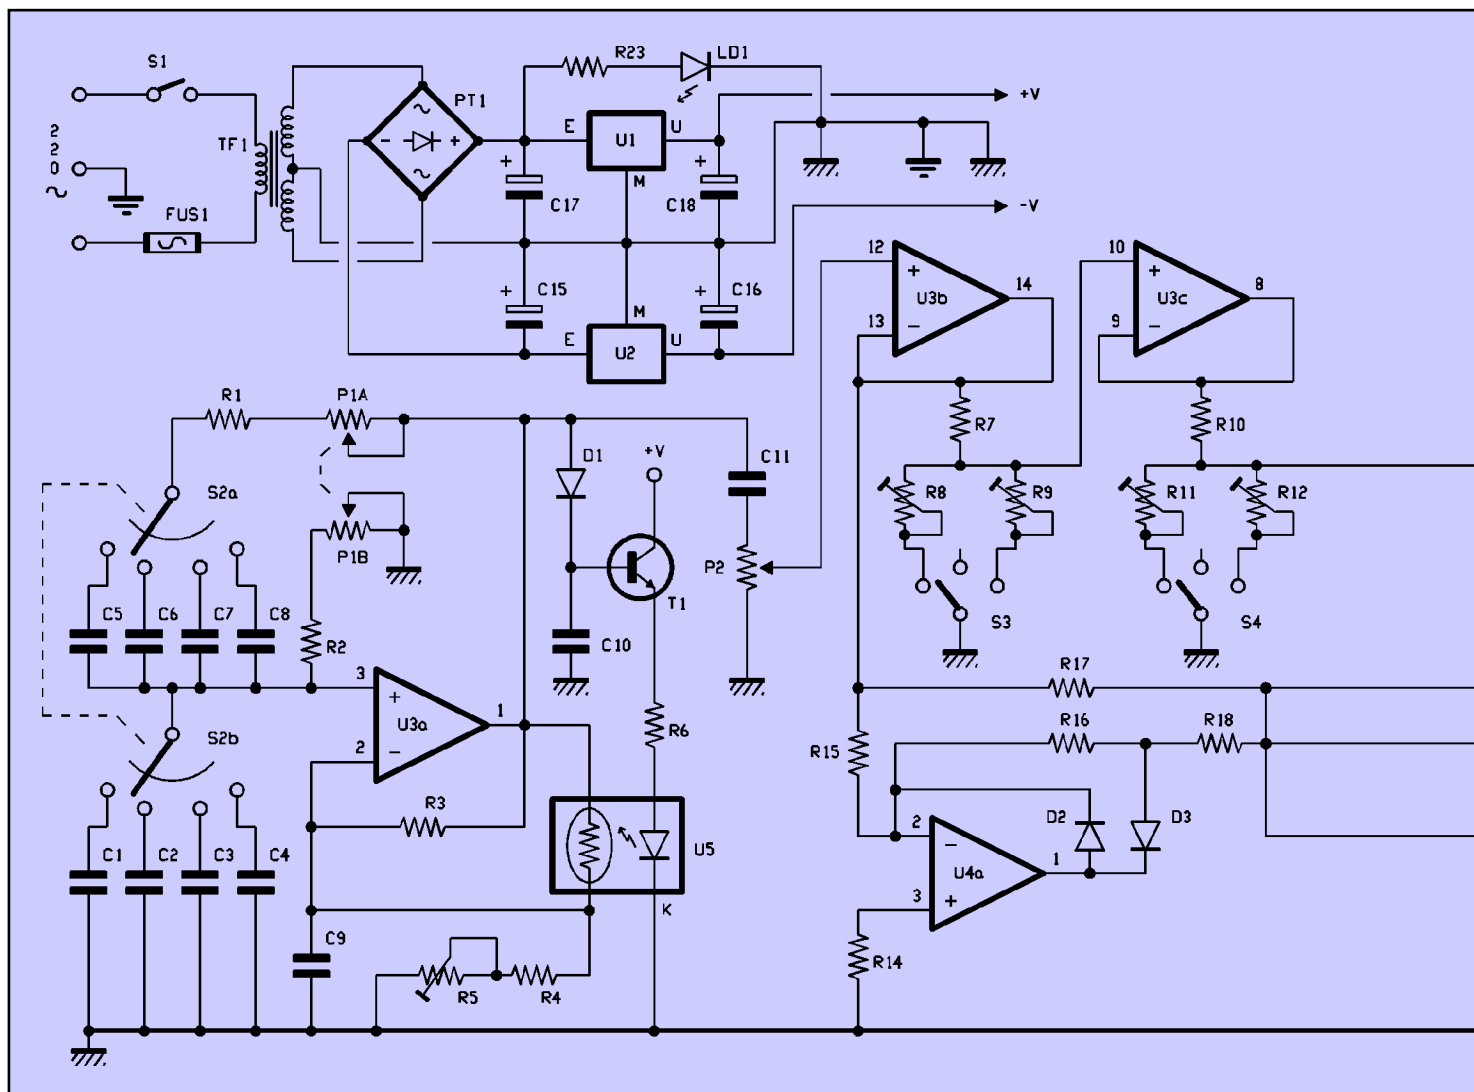 S1
R23
LD1
PT1
+V
E
U1
U
220
~
TF1
~
-
+
~
+
+
M
C17
C18
FUS1
-V
12
+
U3b
14
10
+
U3c
8
+
C15
+
C16
M
13
-
9
-
E
U2
U
R1
P1A
R7
R10
D1
+V
C11
S2a
R8
R9
R11
R12
P1B
P2
T1
C5
C6
C7
C8
R2
C10
S3
S4
3
+
U3a
1
R17
2
-
R6
R16
R18
S2b
R15
R3
D2
D3
2
-
U5
C1
C2
C3
C4
U4a
1
3
+
K
C9
R14
R5
R4